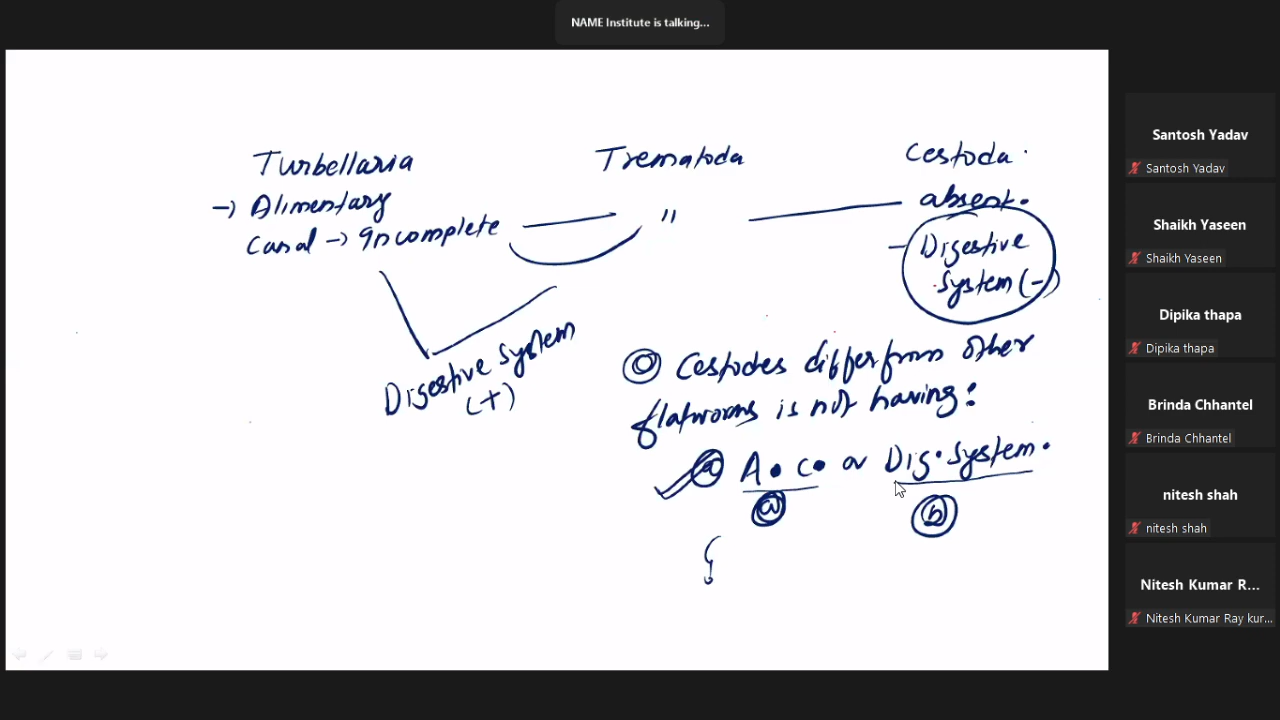 NAME Institute is talking...
Turbellaria
Trematoda
Cestoda.
→ Alimentary
Canal → Incomplete
"
absent.
- Digestive
System (-)
Digestive System
(+)
Cestodes differ from other
flatworms is not having:
(a) A.C. or Dig. System.
(a)
(b)
Santosh Yadav
Santosh Yadav
Shaikh Yaseen
Shaikh Yaseen
Dipika thapa
Dipika thapa
Brinda Chhantel
Brinda Chhantel
nitesh shah
nitesh shah
Nitesh Kumar R...
Nitesh Kumar Ray kur...